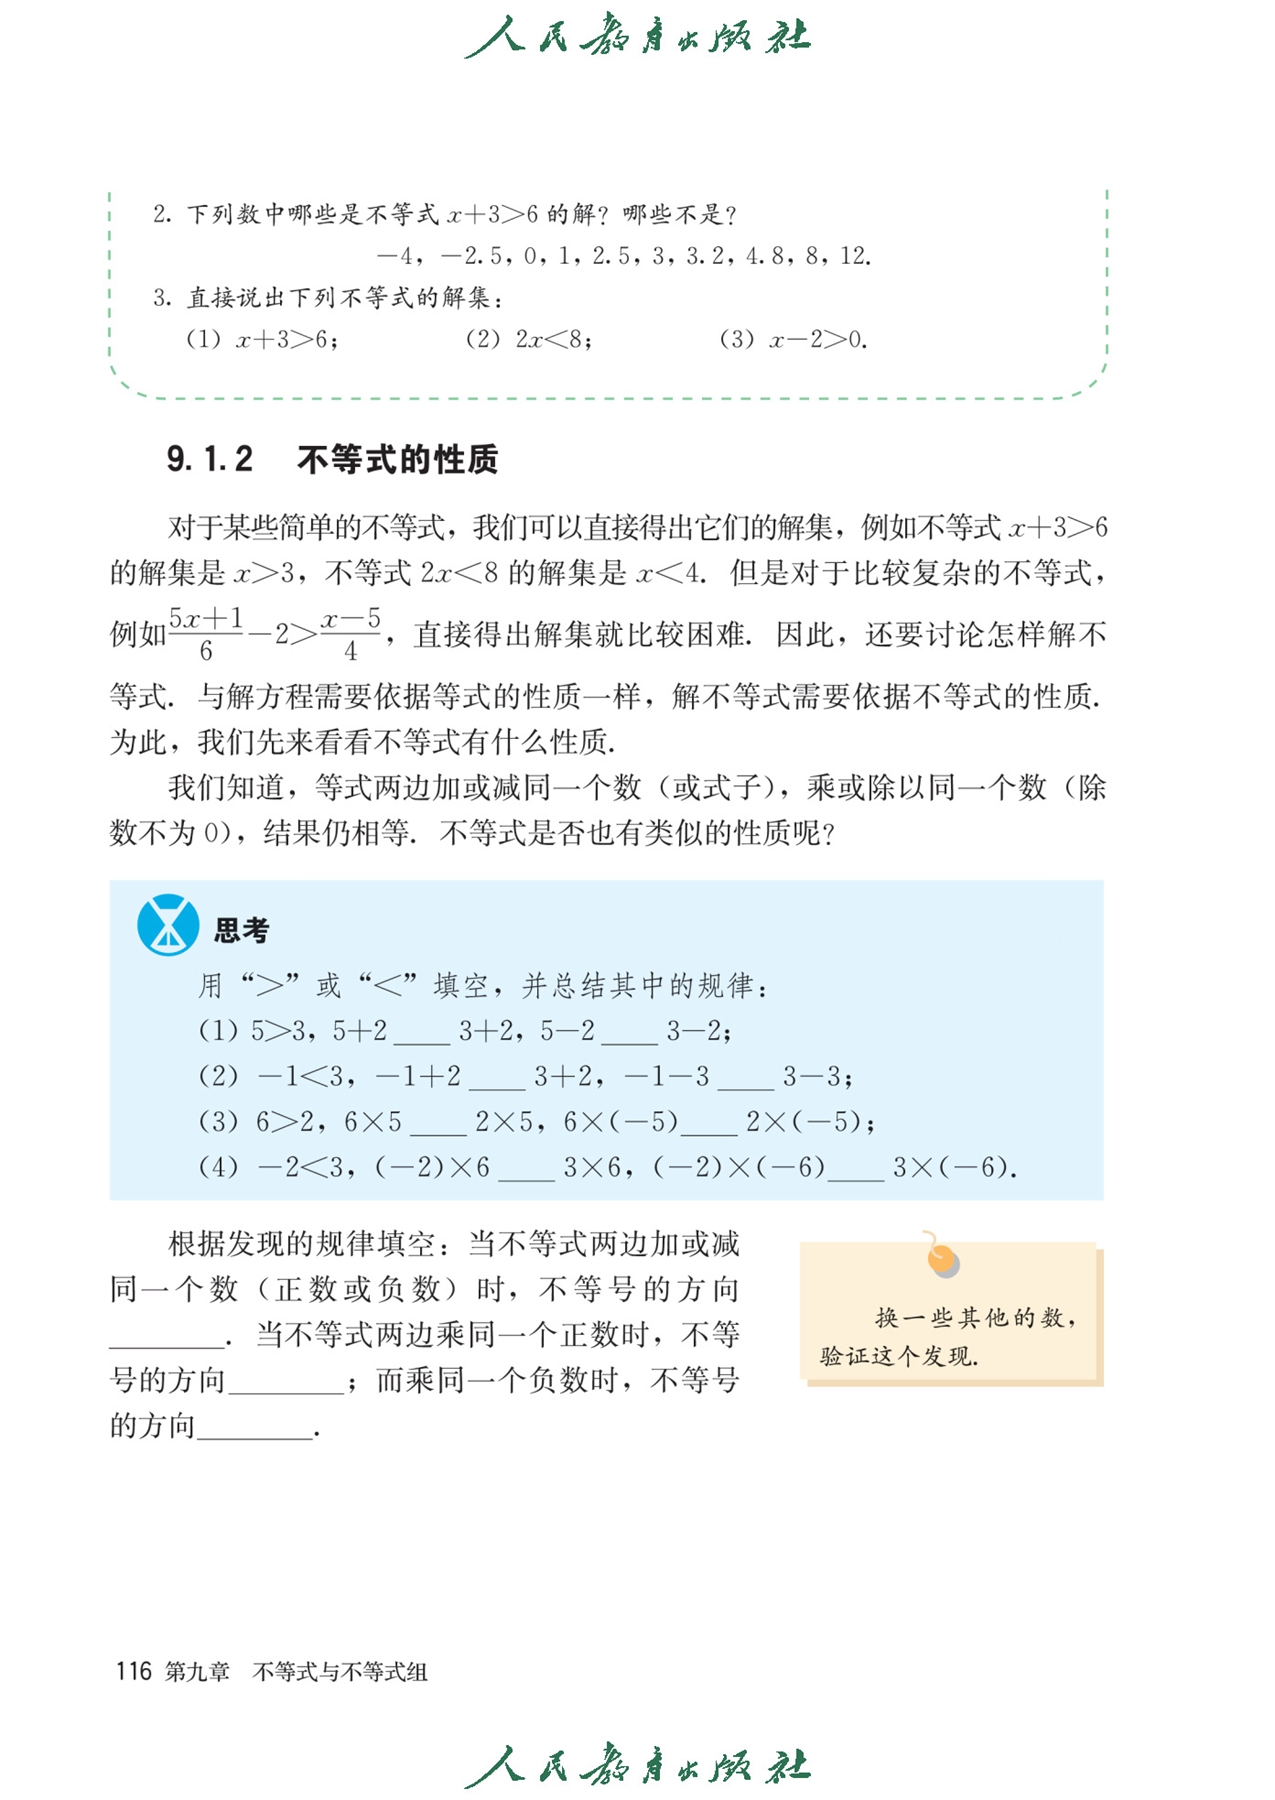 人民教育出版社
2. 下列数中哪些是不等式 x+3>6 的解？哪些不是？
-4，-2.5，0，1，2.5，3，3.2，4.8，8，12.
3. 直接说出下列不等式的解集：
（1）x+3>6；（2）2x<8；（3）x-2>0.
9.1.2 不等式的性质
对于某些简单的不等式，我们可以直接得出它们的解集，例如不等式 x+3>6
的解集是 x>3，不等式 2x<8 的解集是 x<4．但是对于比较复杂的不等式，
例如 (5x+1)/6-2>(x-5)/4，直接得出解集就比较困难．因此，还要讨论怎样解不
等式．与解方程需要依据等式的性质一样，解不等式需要依据不等式的性质．
为此，我们先来看看不等式有什么性质．
我们知道，等式两边加或减同一个数（或式子），乘或除以同一个数（除
数不为 0），结果仍相等．不等式是否也有类似的性质呢？
思考
用“>”或“<”填空，并总结其中的规律：
（1）5>3，5+2 ____ 3+2，5-2 ____ 3-2；
（2）-1<3，-1+2 ____ 3+2，-1-3 ____ 3-3；
（3）6>2，6×5 ____ 2×5，6×(-5) ____ 2×(-5)；
（4）-2<3，(-2)×6 ____ 3×6，(-2)×(-6) ____ 3×(-6).
根据发现的规律填空：当不等式两边加或减
同一个数（正数或负数）时，不等号的方向
________．当不等式两边乘同一个正数时，不等
号的方向________；而乘同一个负数时，不等号
的方向________．
换一些其他的数，
验证这个发现.
116 第九章 不等式与不等式组
人民教育出版社